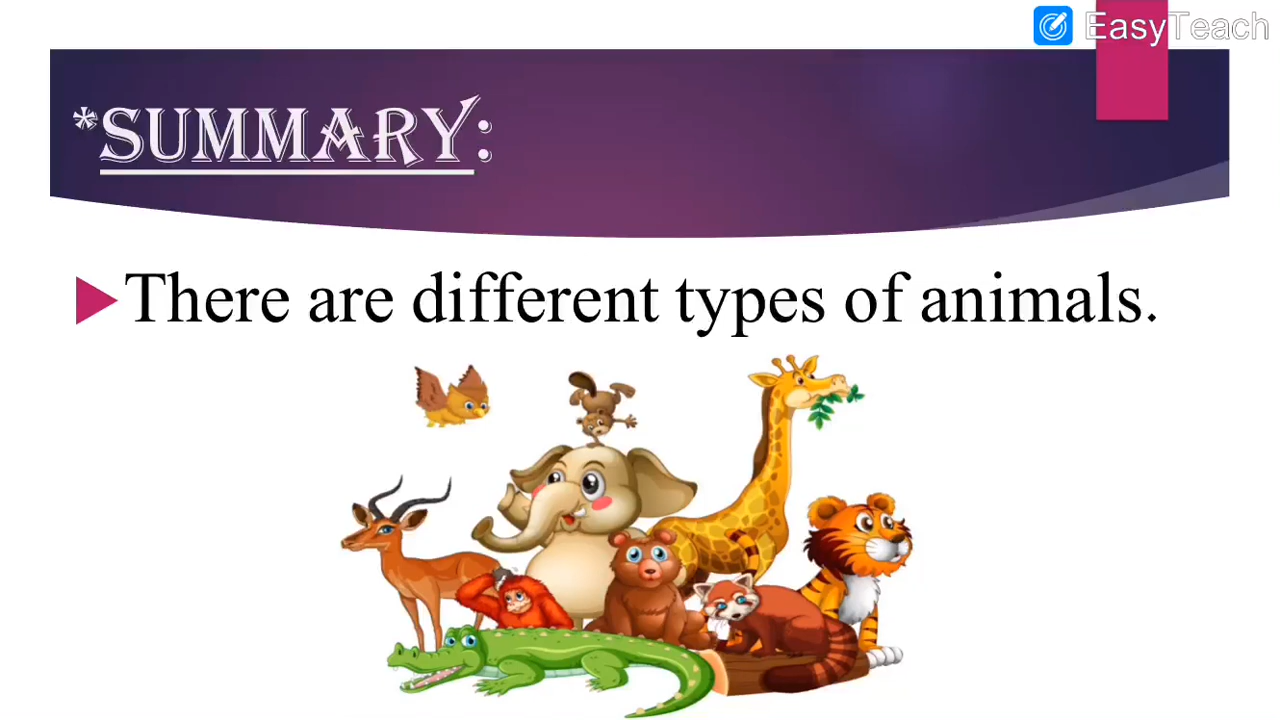 EasyTeach
*SUMMARY:
There are different types of animals.